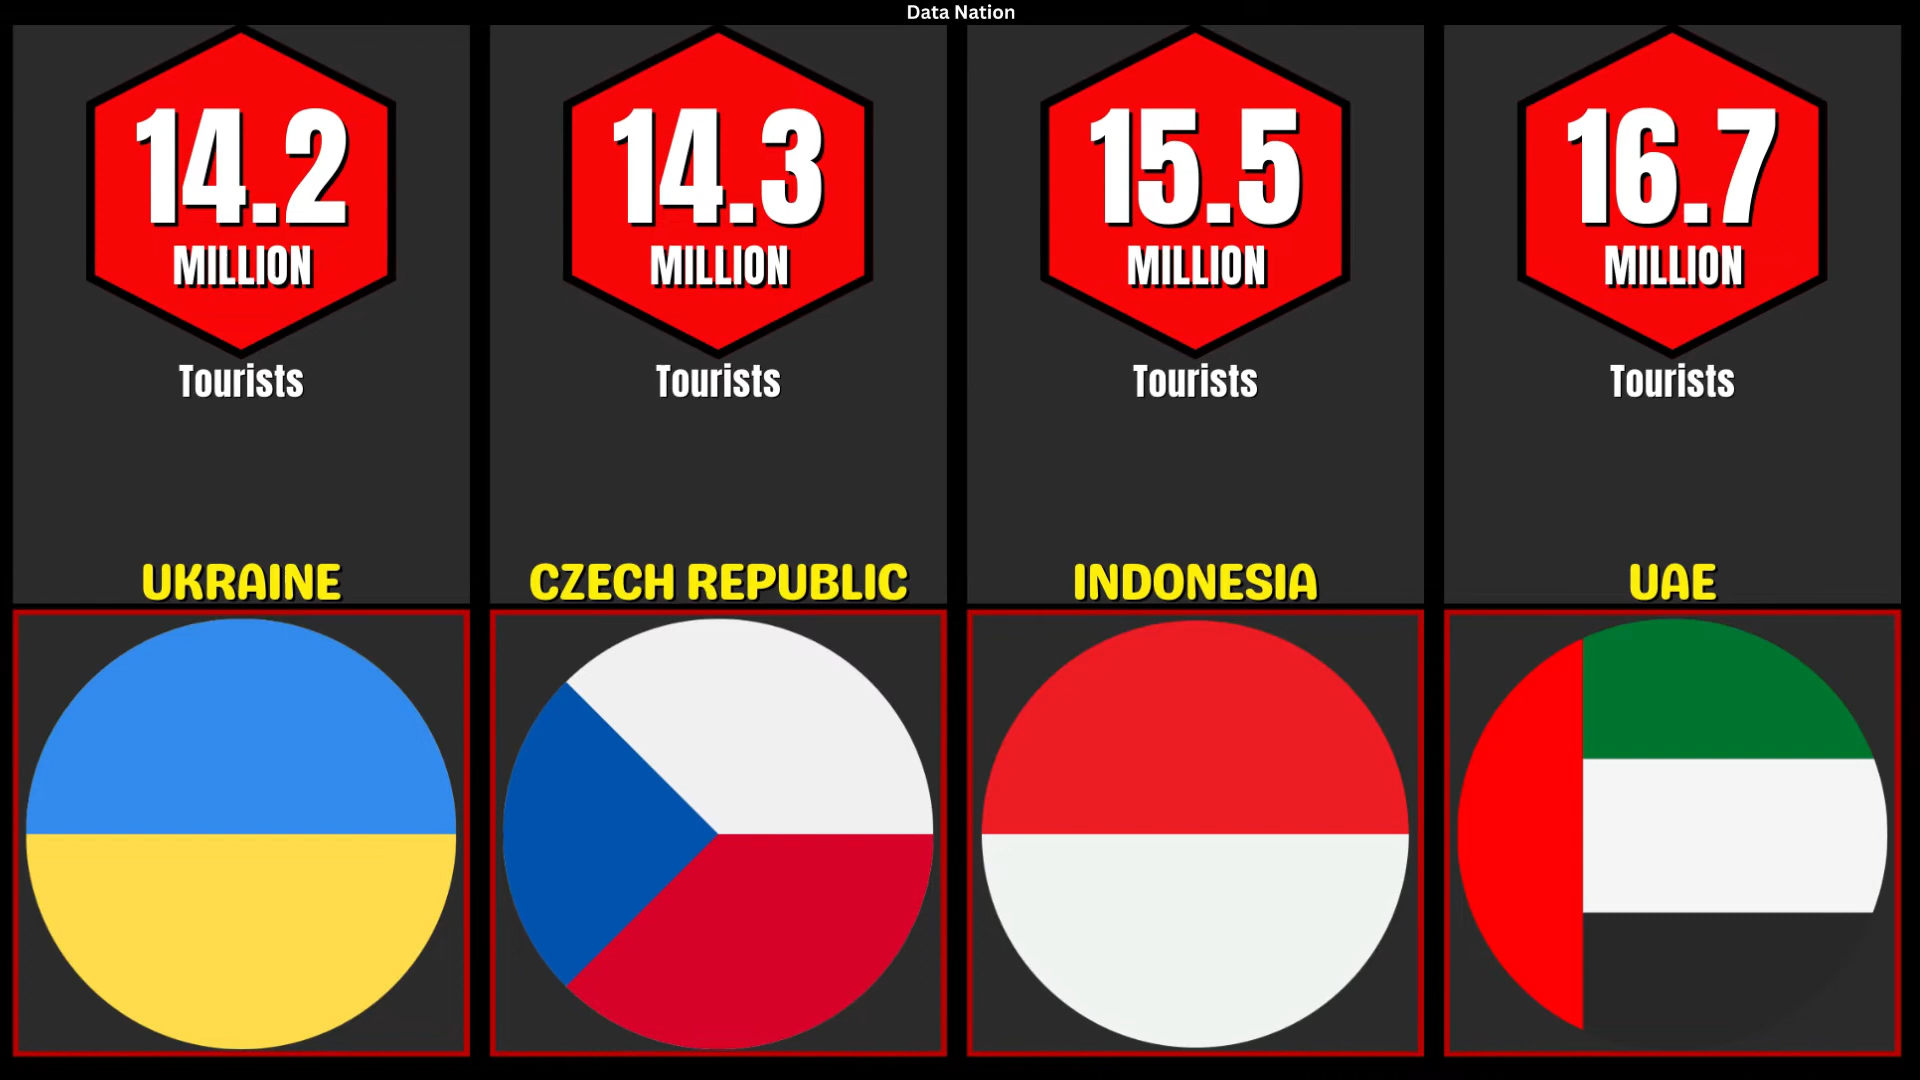 Data Nation
14.2
MILLION
Tourists
UKRAINE
14.3
MILLION
Tourists
CZECH REPUBLIC
15.5
MILLION
Tourists
INDONESIA
16.7
MILLION
Tourists
UAE